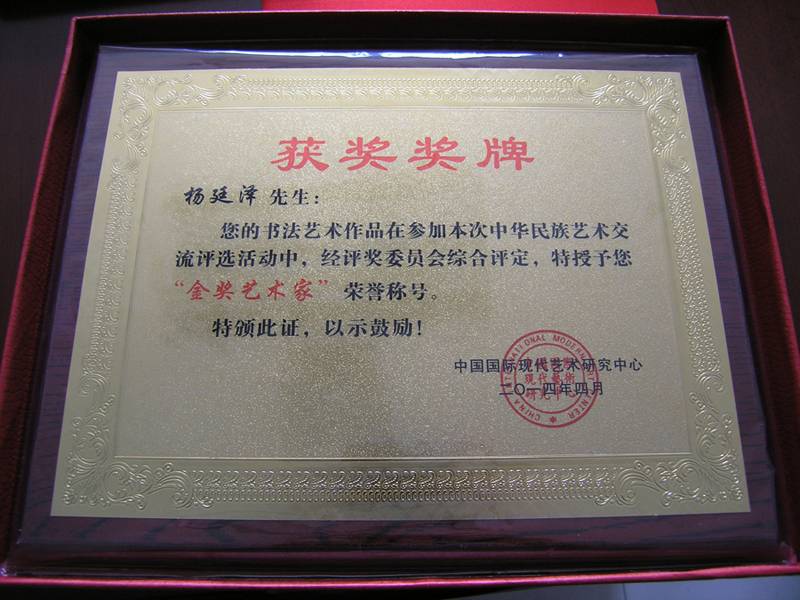 获奖奖牌
杨廷泽 先生：
您的书法艺术作品在参加本次中华民族艺术交
流评选活动中，经评奖委员会综合评定，特授予您
“金奖艺术家” 荣誉称号。
特颁此证，以示鼓励！
中国国际现代艺术研究中心
二〇一四年四月